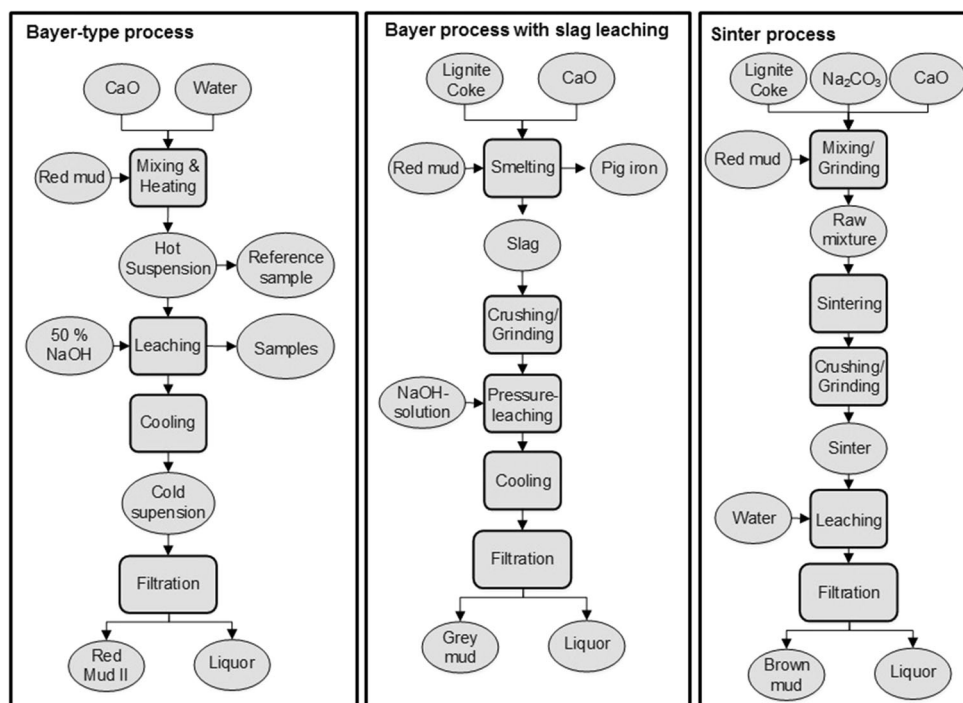 Bayer-type process
CaO
Water
Red mud
Mixing &
Heating
Hot
Suspension
Reference
sample
50 %
NaOH
Leaching
Samples
Cooling
Cold
supension
Filtration
Red
Mud II
Liquor
Bayer process with slag leaching
Lignite
Coke
CaO
Red mud
Smelting
Pig iron
Slag
Crushing/
Grinding
NaOH-
solution
Pressure-
leaching
Cooling
Filtration
Grey
mud
Liquor
Sinter process
Lignite
Coke
Na₂CO₃
CaO
Red mud
Mixing/
Grinding
Raw
mixture
Sintering
Crushing/
Grinding
Sinter
Water
Leaching
Filtration
Brown
mud
Liquor